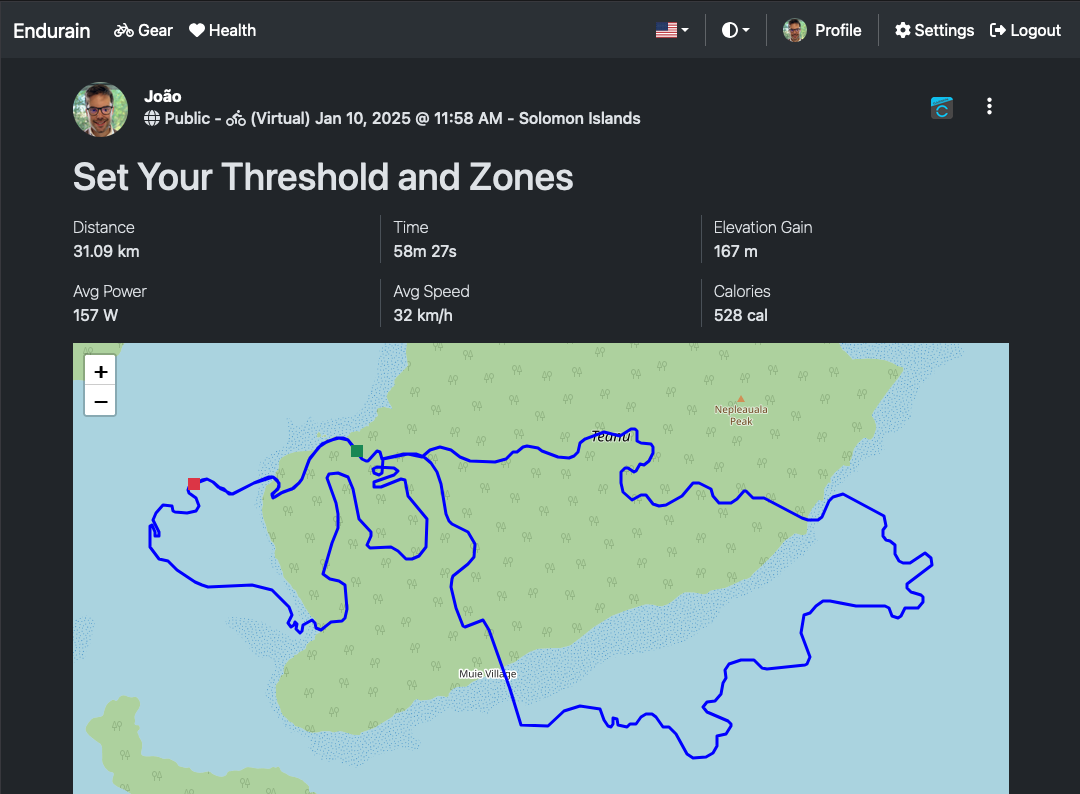 Endurain Gear Health Profile Settings Logout
João
Public - (Virtual) Jan 10, 2025 @ 11:58 AM - Solomon Islands
C
Set Your Threshold and Zones
Distance
31.09 km
Time
58m 27s
Elevation Gain
167 m
Avg Power
157 W
Avg Speed
32 km/h
Calories
528 cal
+
−
Nepleauala
Peak
Teanu
Muie Village